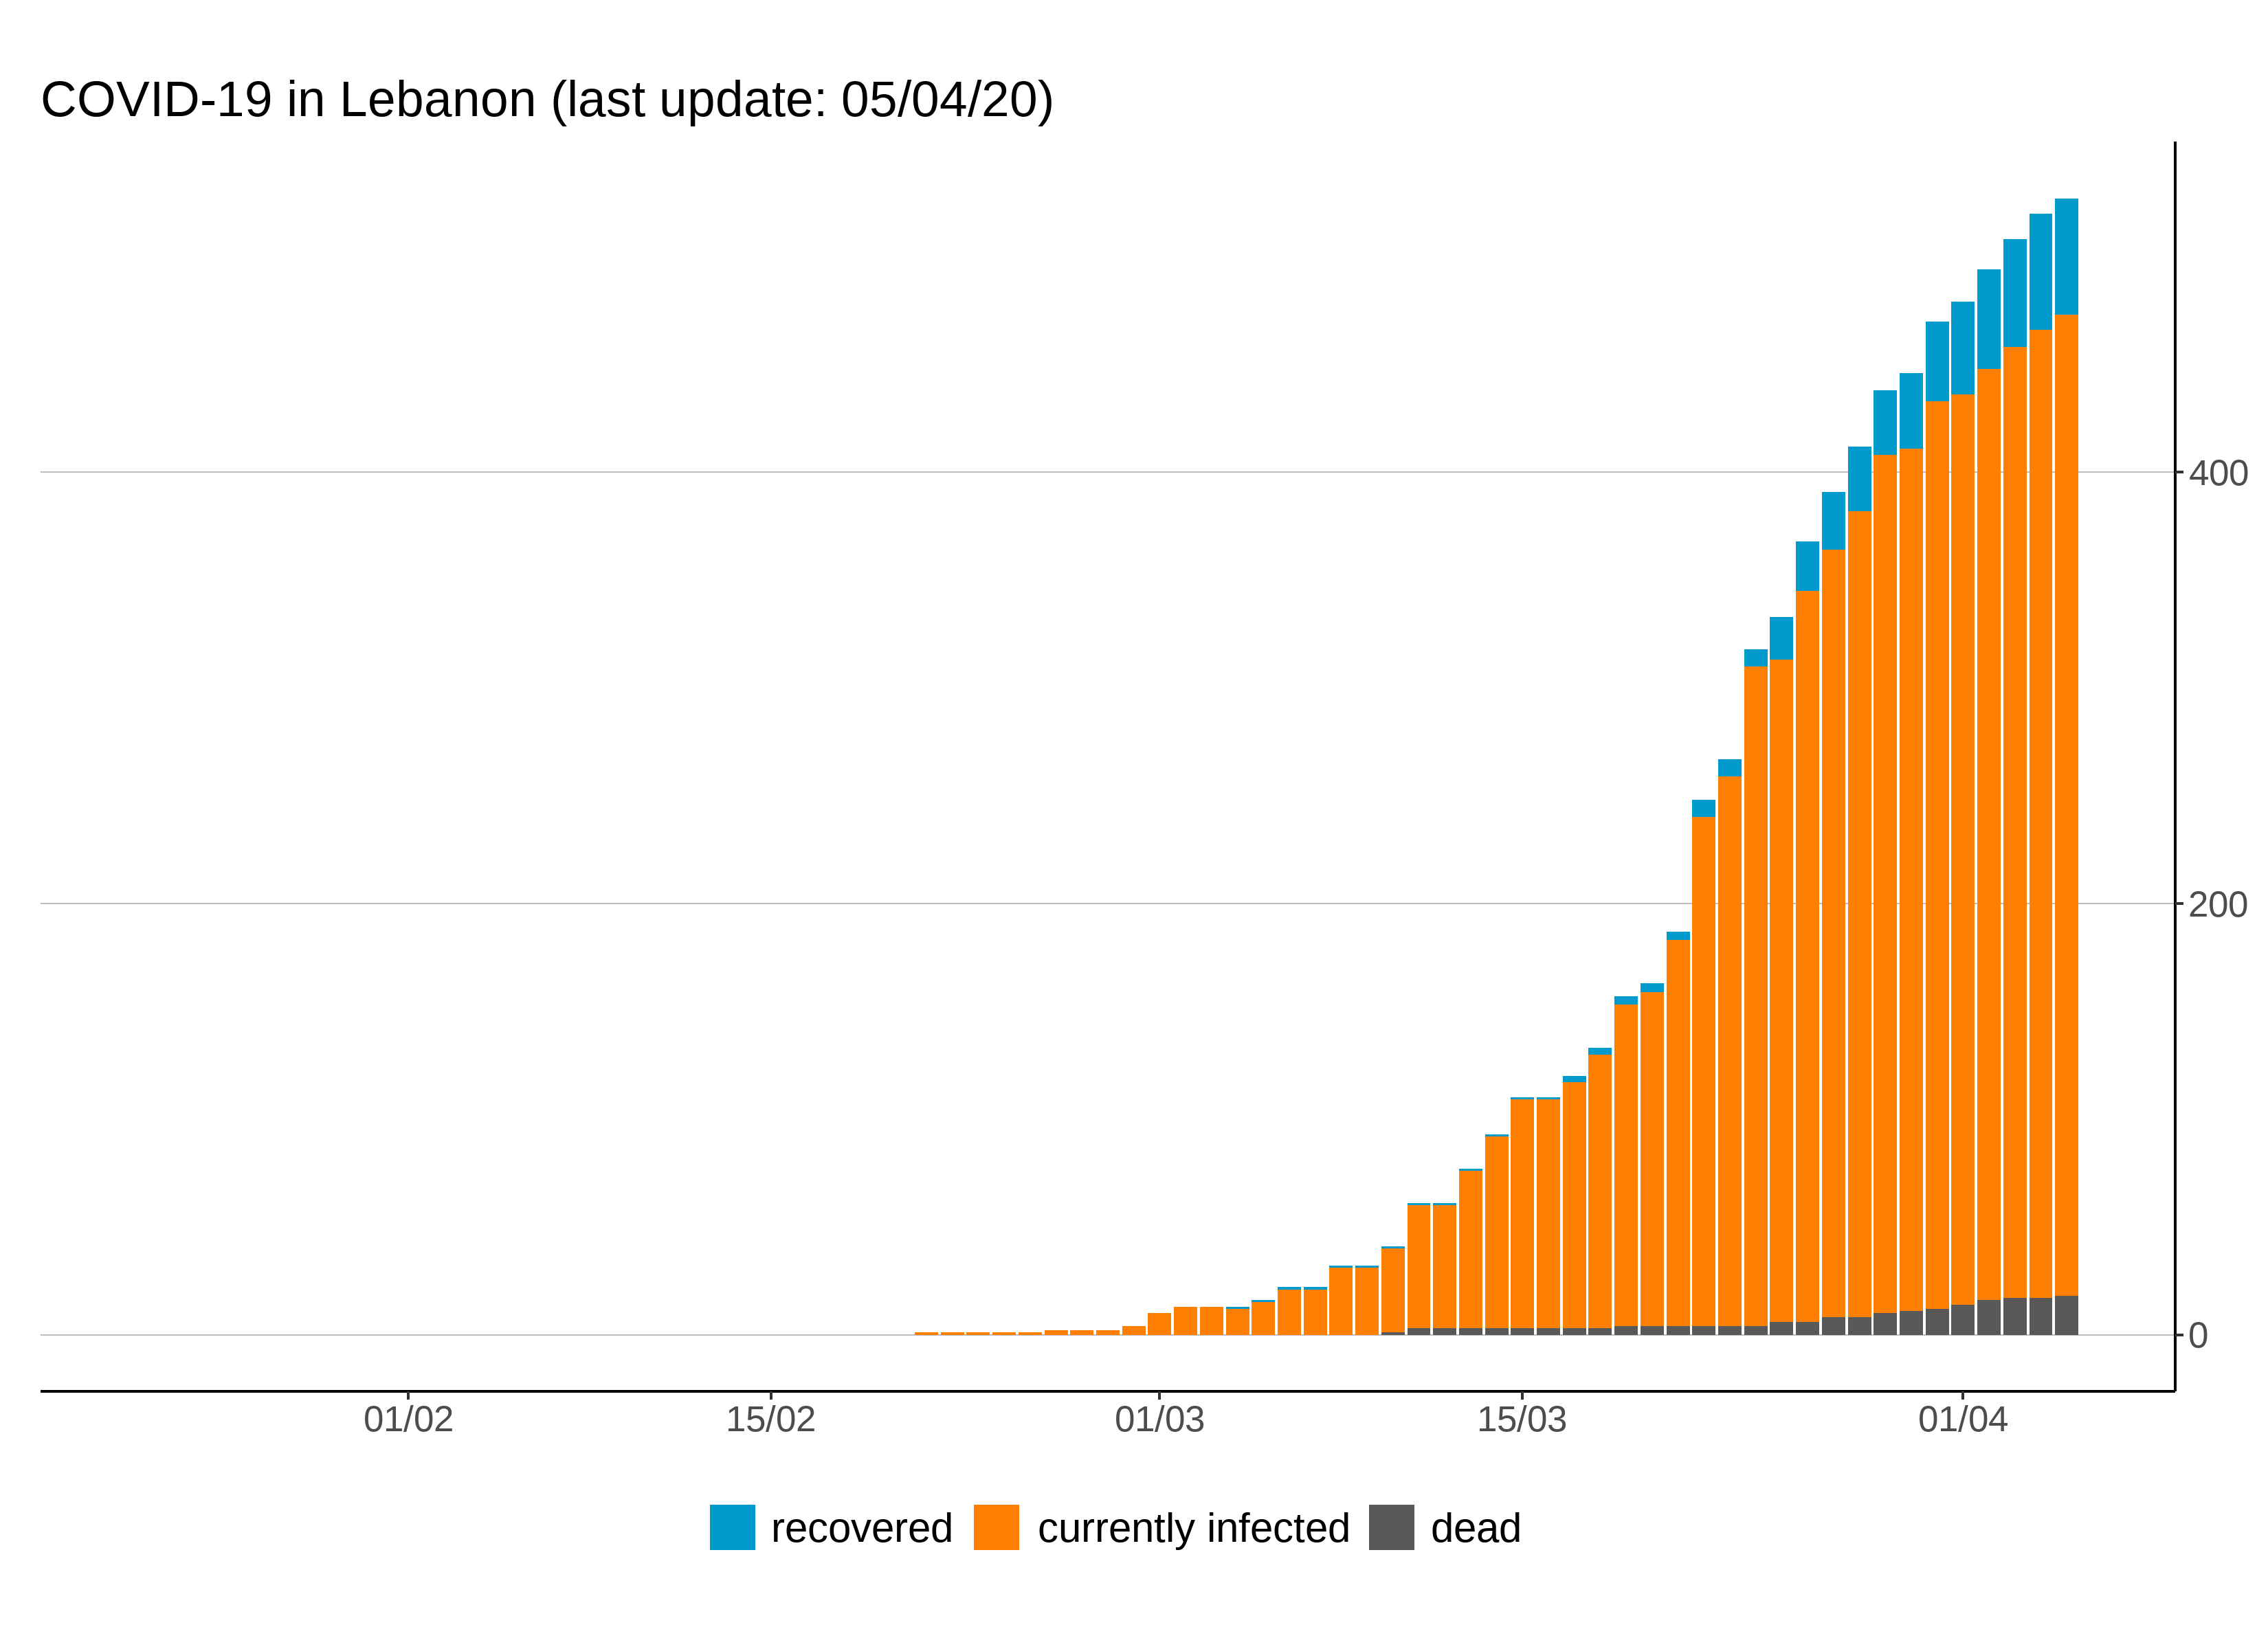 COVID-19 in Lebanon (last update: 05/04/20)
400
200
0
01/02 15/02 01/03 15/03 01/04
recovered currently infected dead